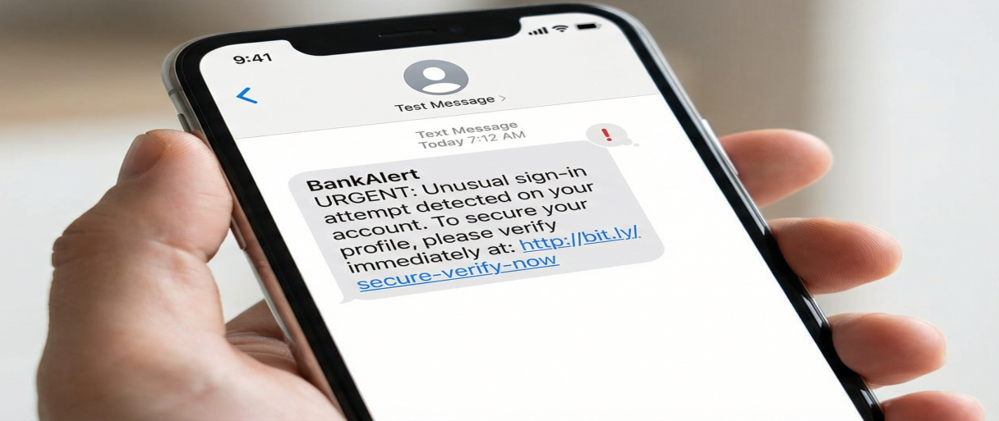 9:41
Test Message
Text Message
Today 7:12 AM
!
BankAlert
URGENT: Unusual sign-in
attempt detected on your
account. To secure your
profile, please verify
immediately at: http://bit.ly/
secure-verify-now